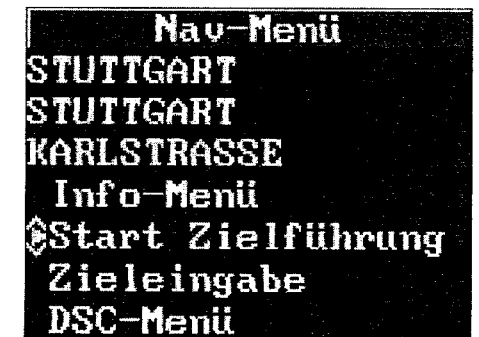 Nav-Menü
STUTTGART
STUTTGART
KARLSTRASSE
Info-Menü
Start Zielführung
Zieleingabe
DSC-Menü